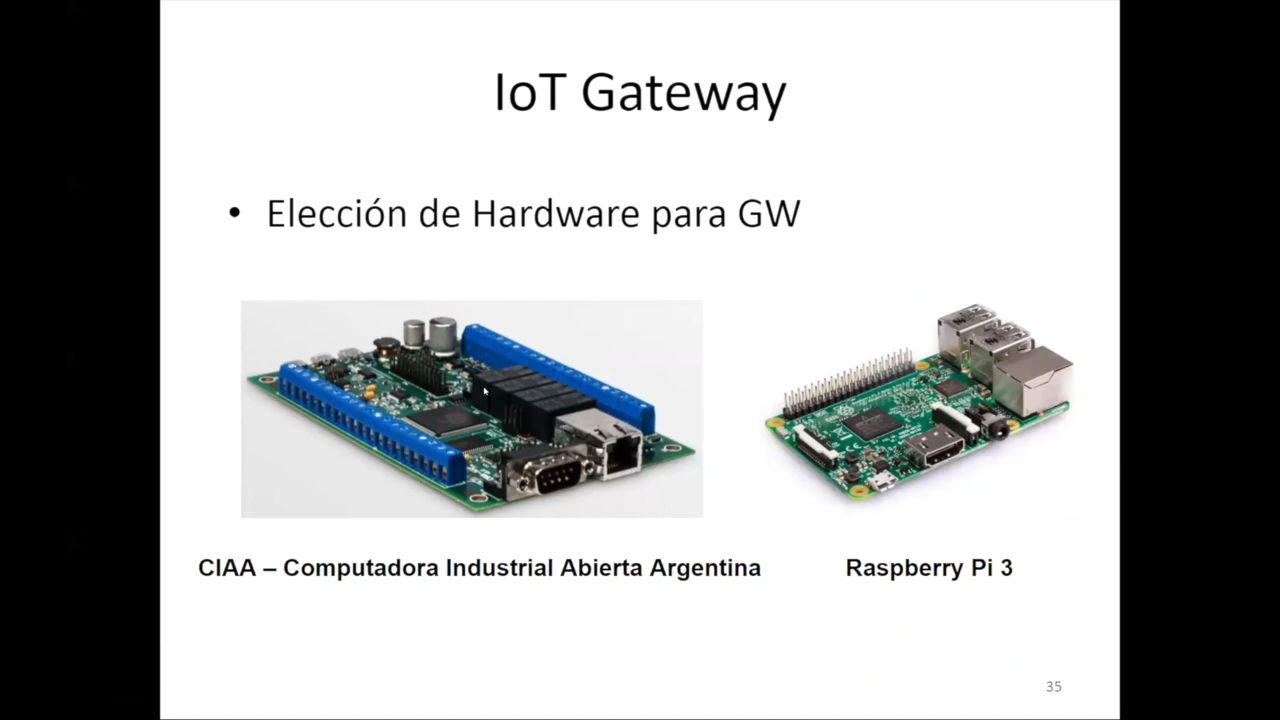 IoT Gateway
• Elección de Hardware para GW
CIAA – Computadora Industrial Abierta Argentina
Raspberry Pi 3
35